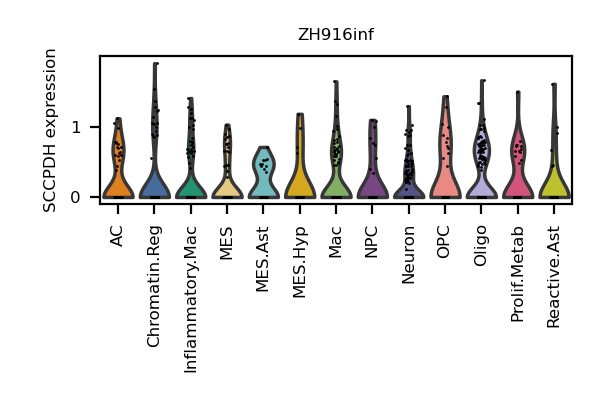 ZH916inf
SCCPDH expression
1
0
AC
Chromatin.Reg
Inflammatory.Mac
MES
MES.Ast
MES.Hyp
Mac
NPC
Neuron
OPC
Oligo
Prolif.Metab
Reactive.Ast